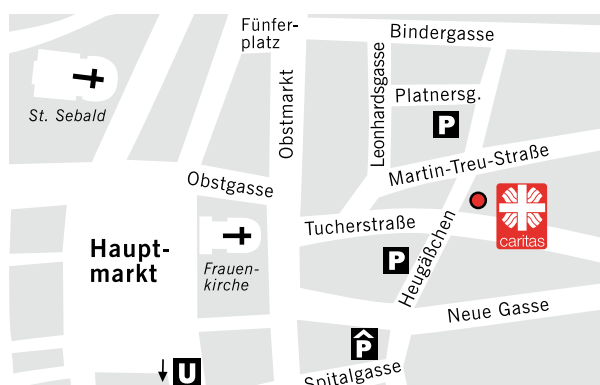 Fünfer-
platz
Bindergasse
Leonhardsgasse
Obstmarkt
Platnersg.
P
St. Sebald
Martin-Treu-Straße
Obstgasse
Tucherstraße
caritas
Haupt-
markt
Frauen-
kirche
P
Heugäßchen
Neue Gasse
P
U
Spitalgasse